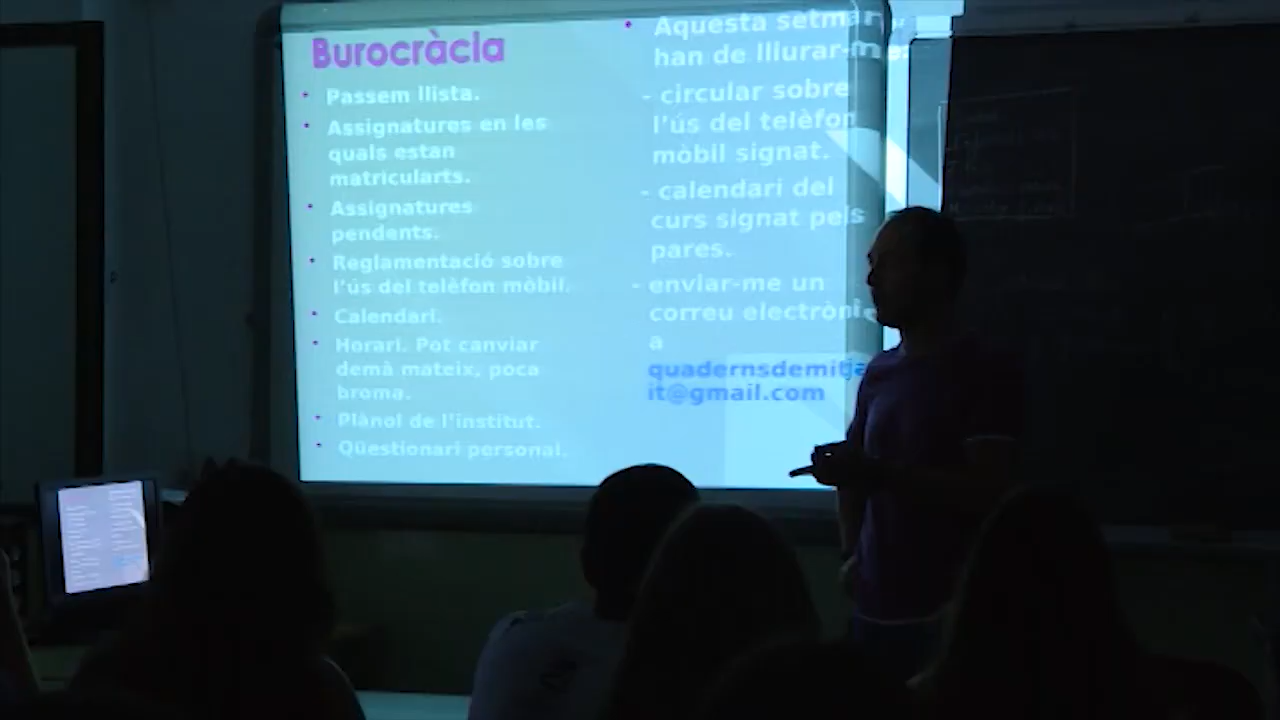 Burocràcia
• Passem llista.
• Assignatures en les
quals estan
matricularts.
• Assignatures
pendents.
• Reglamentació sobre
l'ús del telèfon mòbil.
• Calendari.
• Horari. Pot canviar
demà mateix, poca
broma.
• Plànol de l'institut.
• Qüestionari personal.
• Aquesta
han de lliurar-me:
- circular sobre
l'ús del telèfon
mòbil signat.
- calendari del
curs signat pels
pares.
- enviar-me un
correu
a
quadernsdemitja
it@gmail.com